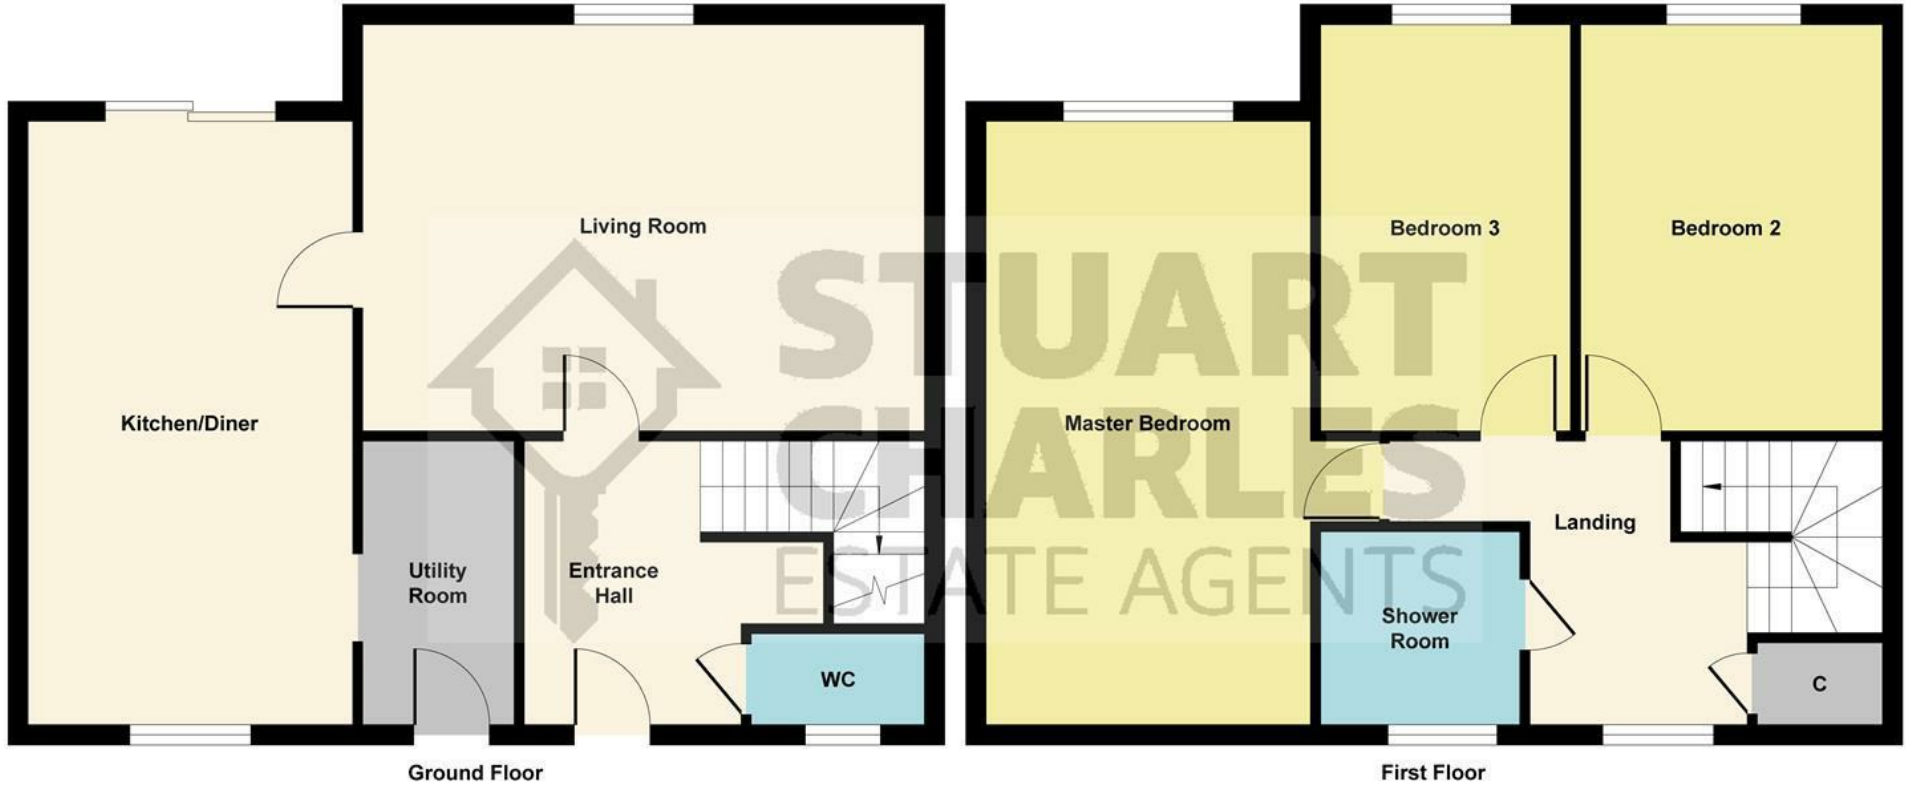 Living Room
Kitchen/Diner
Utility
Room
Entrance
Hall
WC
Ground Floor
Bedroom 3
Bedroom 2
Master Bedroom
Landing
Shower
Room
C
First Floor
STUART
CHARLES
ESTATE AGENTS